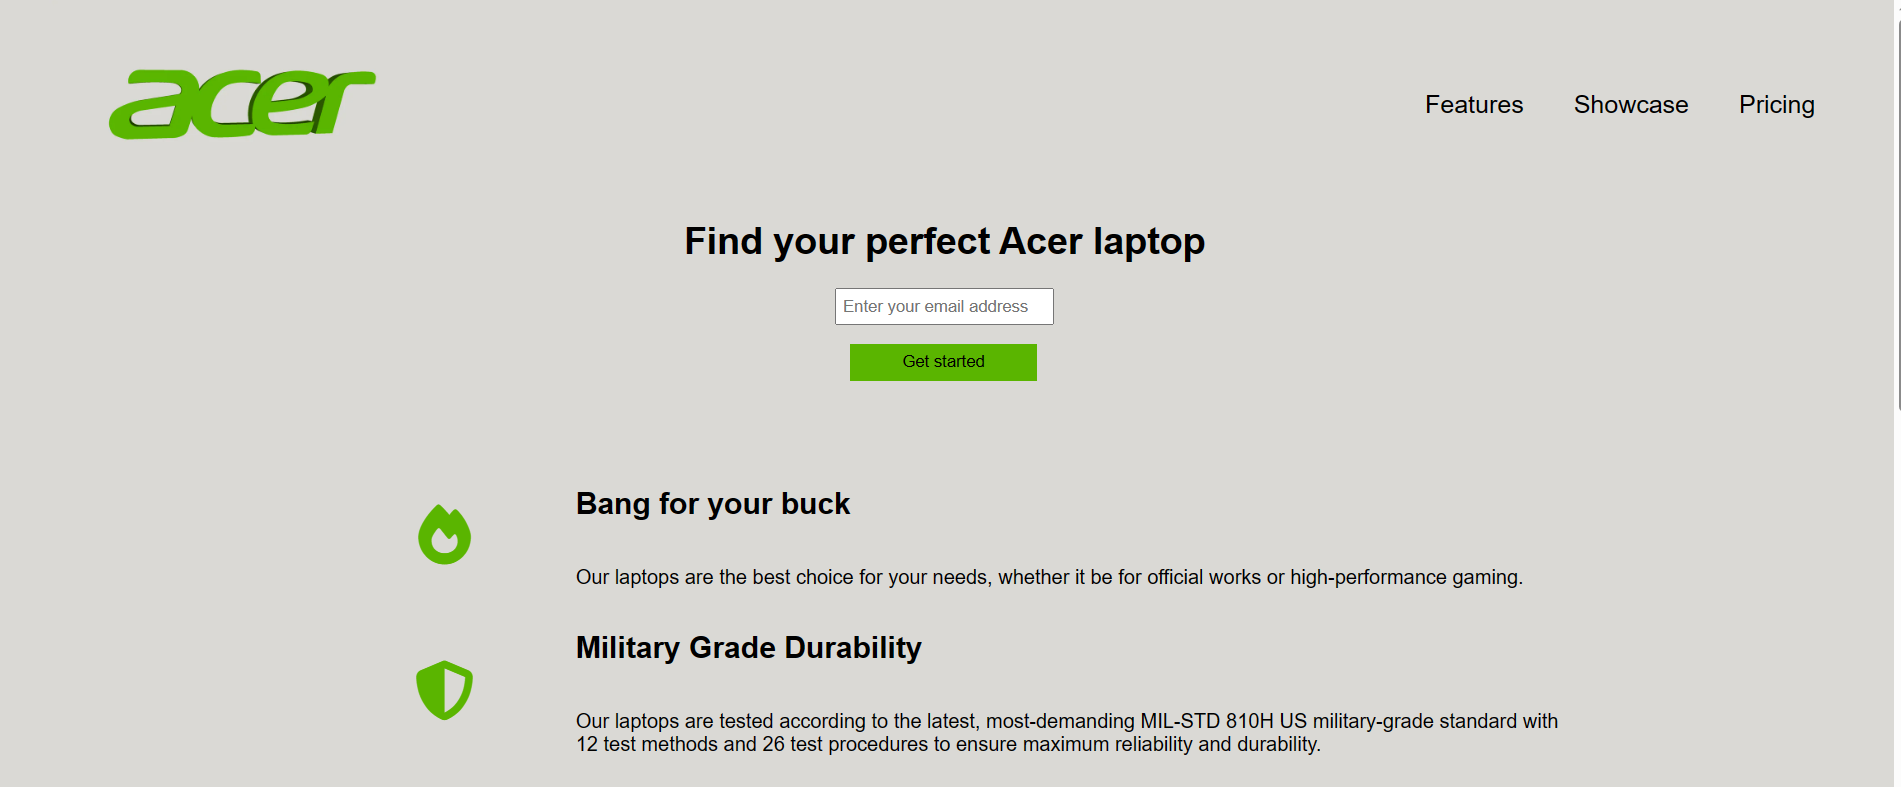 acer
Features Showcase Pricing
Find your perfect Acer laptop
Enter your email address
Get started
Bang for your buck
Our laptops are the best choice for your needs, whether it be for official works or high-performance gaming.
Military Grade Durability
Our laptops are tested according to the latest, most-demanding MIL-STD 810H US military-grade standard with
12 test methods and 26 test procedures to ensure maximum reliability and durability.